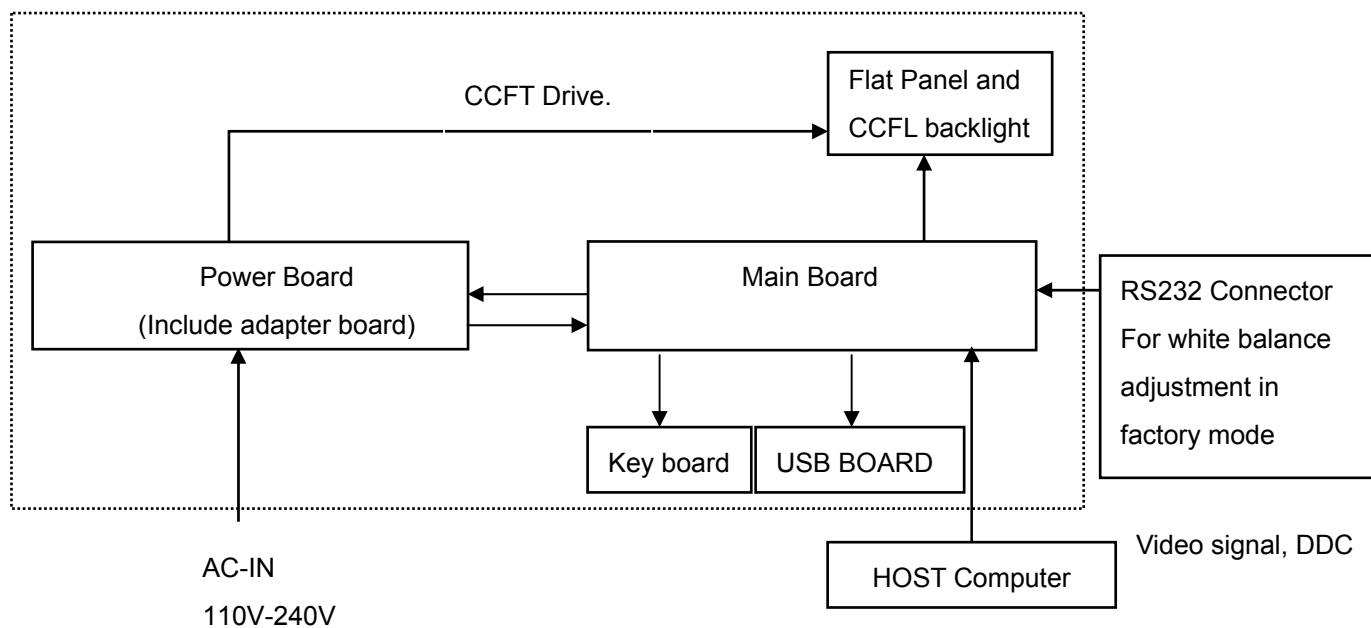 CCFT Drive.
Flat Panel and
CCFL backlight
Power Board
(Include adapter board)
Main Board
RS232 Connector
For white balance
adjustment in
factory mode
Key board
USB BOARD
Video signal, DDC
HOST Computer
AC-IN
110V-240V